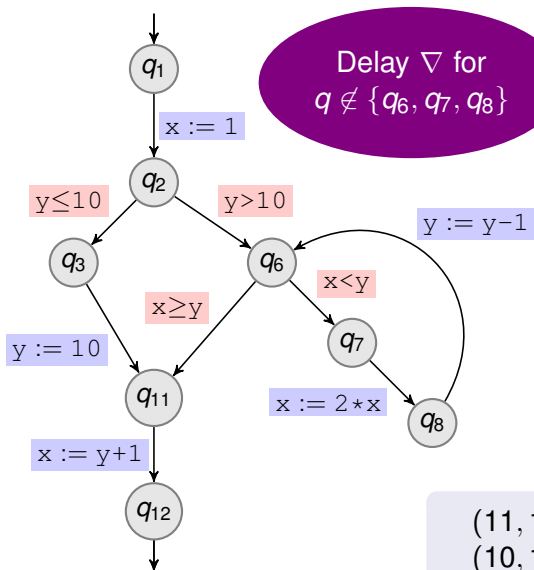 q1
Delay ∇ for
q ∉ {q6, q7, q8}
x := 1
q2
y≤10
y>10
y := y-1
q3
q6
x<y
x≥y
q7
y := 10
q11
x := 2*x
q8
x := y+1
q12
(11,
(10,